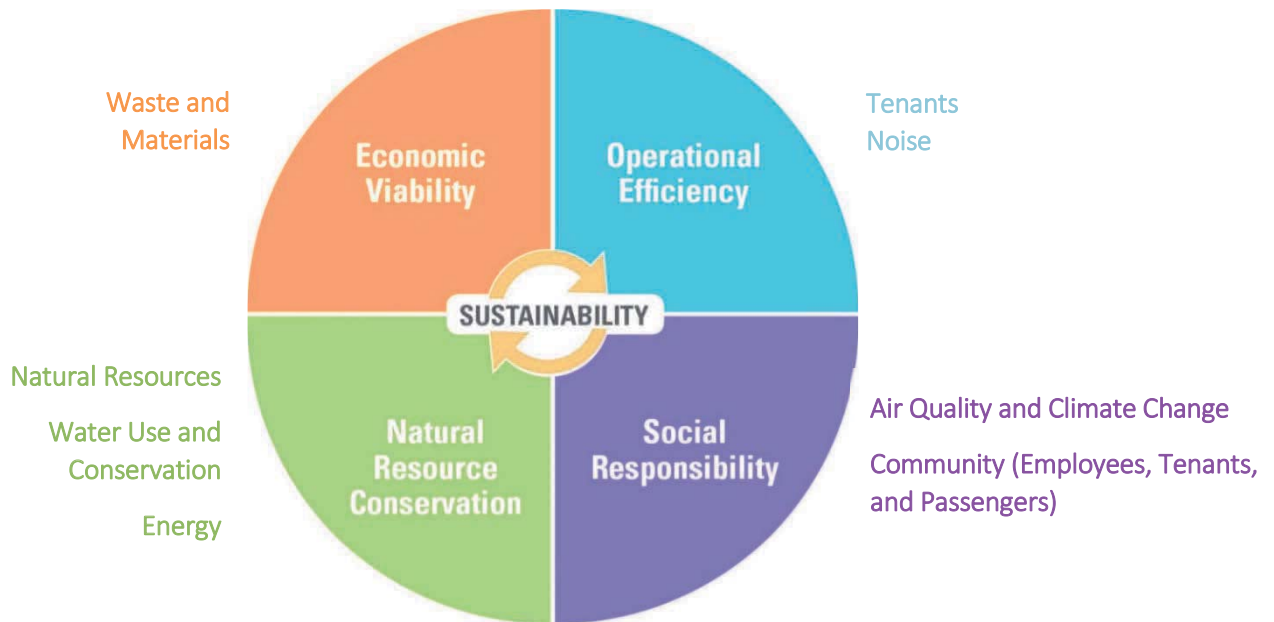 Waste and
Materials
Economic
Viability
Operational
Efficiency
Tenants
Noise
SUSTAINABILITY
Natural Resources
Water Use and
Conservation
Energy
Natural
Resource
Conservation
Social
Responsibility
Air Quality and Climate Change
Community (Employees, Tenants,
and Passengers)